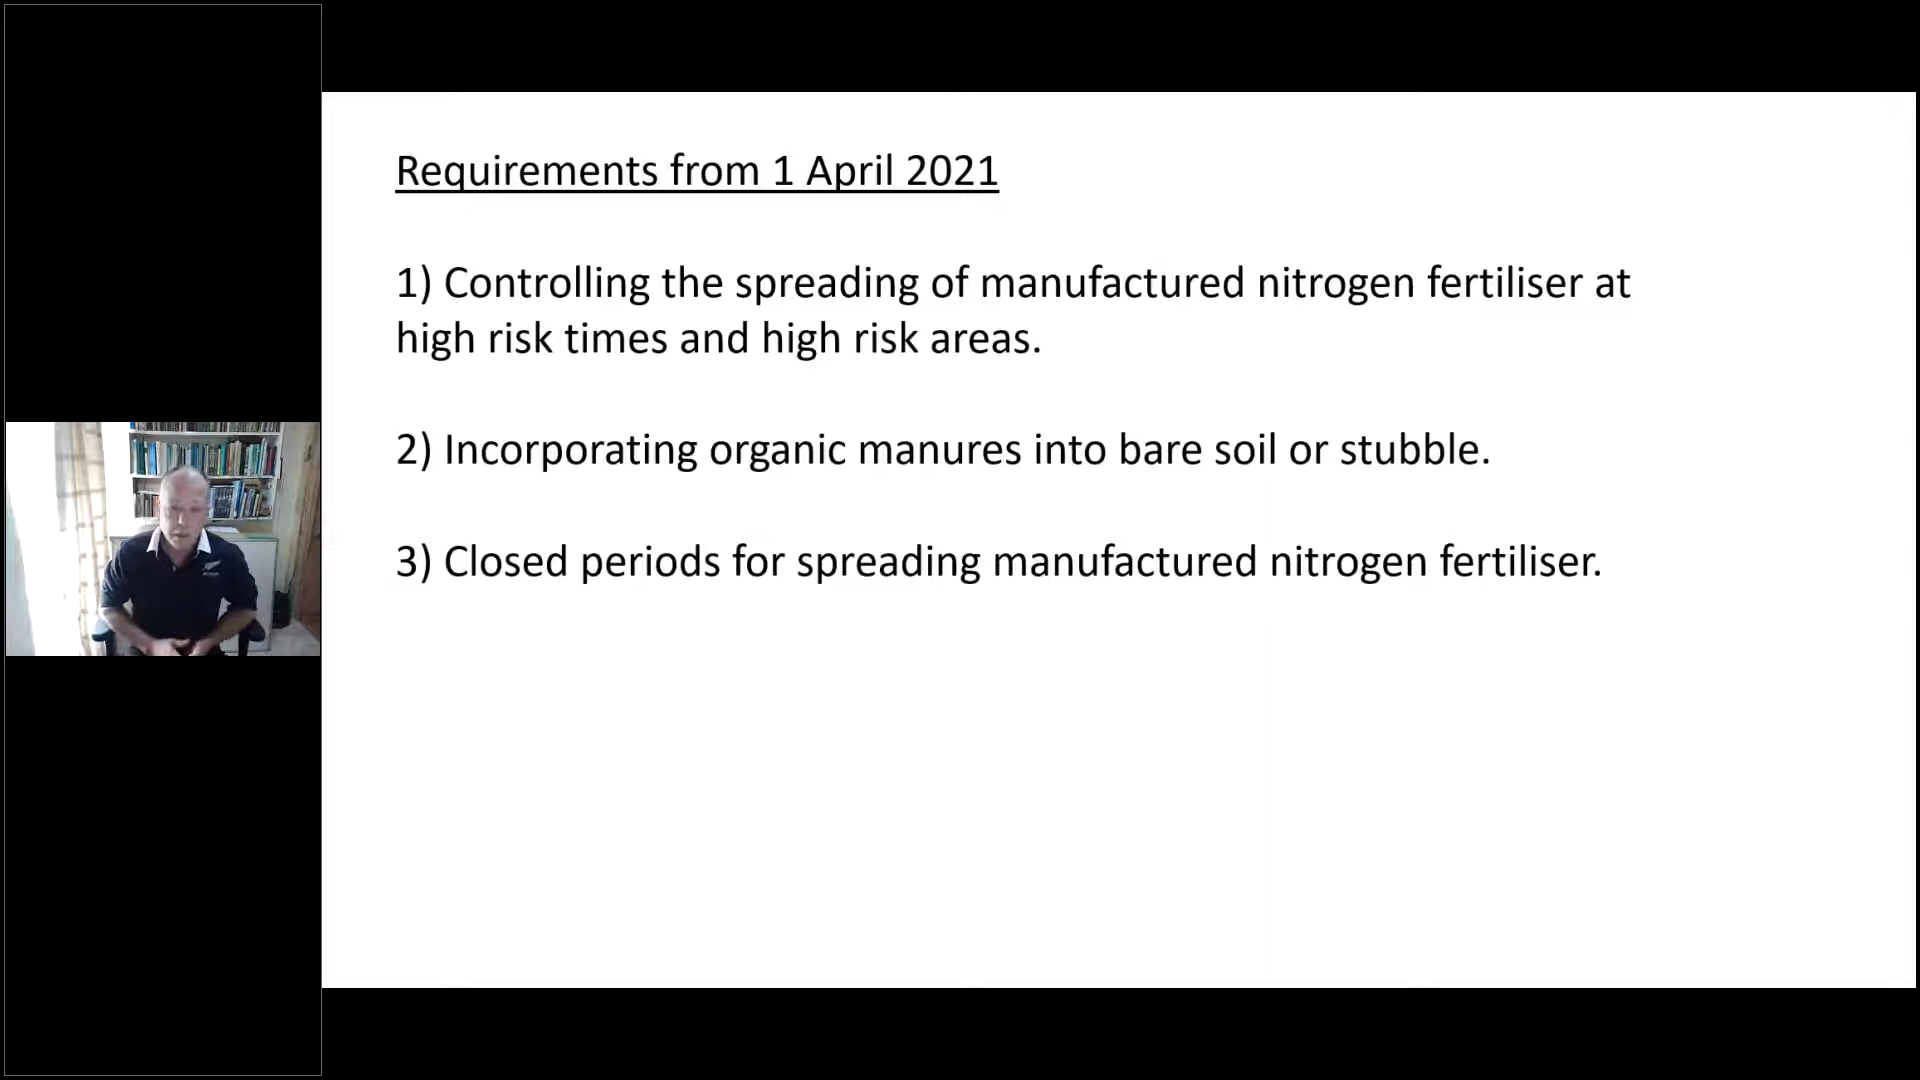 Requirements from 1 April 2021
1) Controlling the spreading of manufactured nitrogen fertiliser at
high risk times and high risk areas.
2) Incorporating organic manures into bare soil or stubble.
3) Closed periods for spreading manufactured nitrogen fertiliser.